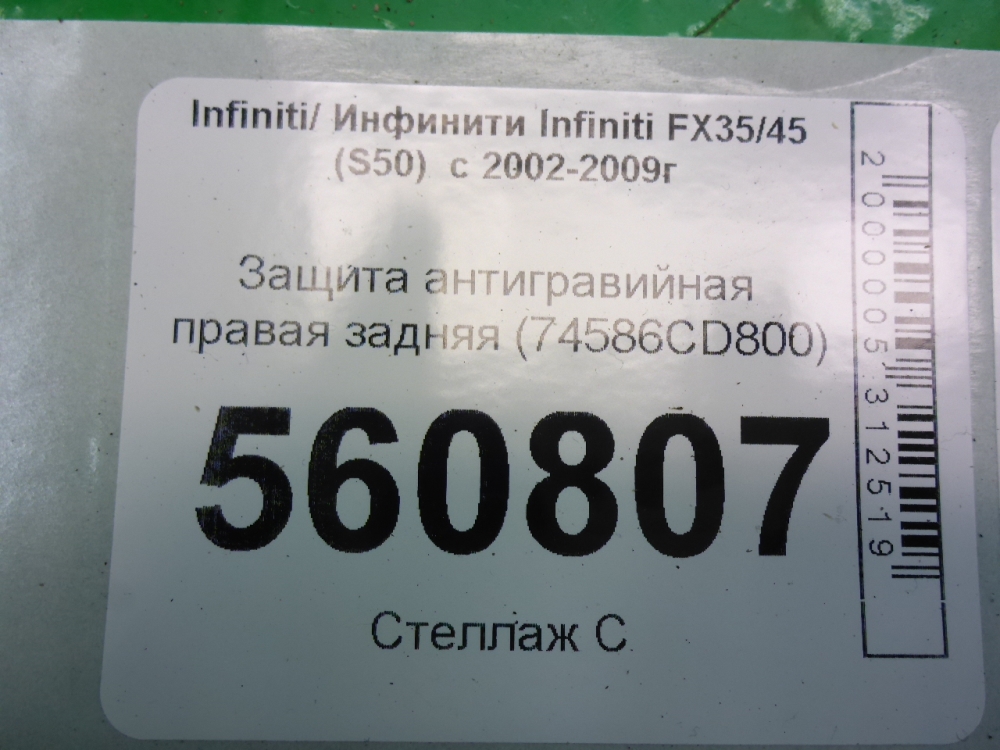 Infiniti/ Инфинити Infiniti FX35/45
(S50) с 2002-2009г
Защита антигравийная
правая задняя (74586CD800)
560807
Стеллаж С
2000005312519